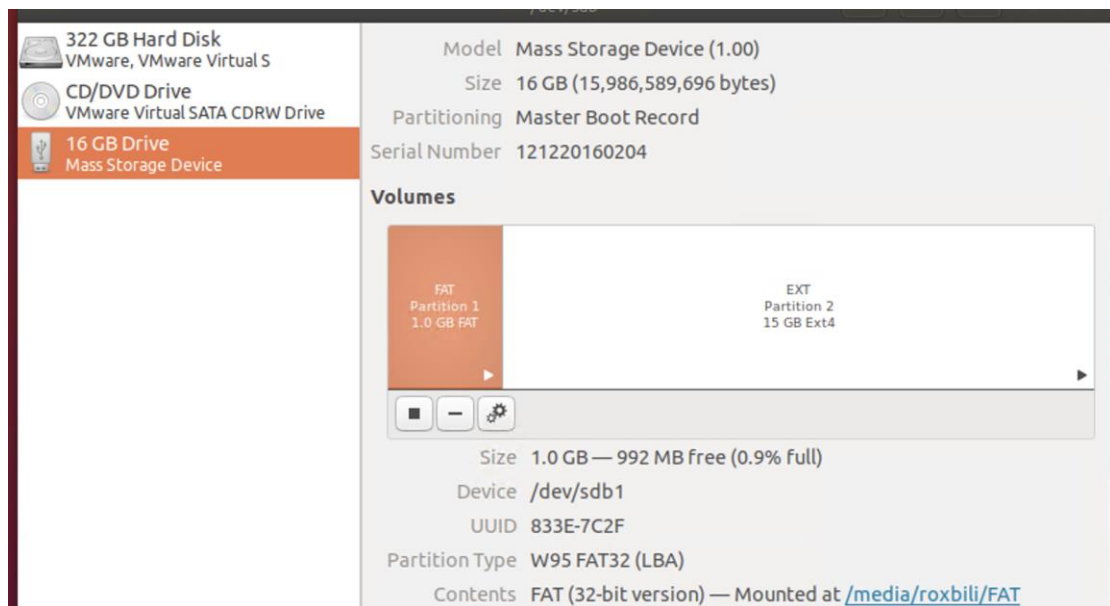 /dev/sdb
322 GB Hard Disk
VMware, VMware Virtual S
CD/DVD Drive
VMware Virtual SATA CDRW Drive
16 GB Drive
Mass Storage Device
Model Mass Storage Device (1.00)
Size 16 GB (15,986,589,696 bytes)
Partitioning Master Boot Record
Serial Number 121220160204
Volumes
FAT
Partition 1
1.0 GB FAT
EXT
Partition 2
15 GB Ext4
Size 1.0 GB — 992 MB free (0.9% full)
Device /dev/sdb1
UUID 833E-7C2F
Partition Type W95 FAT32 (LBA)
Contents FAT (32-bit version) — Mounted at /media/roxbili/FAT